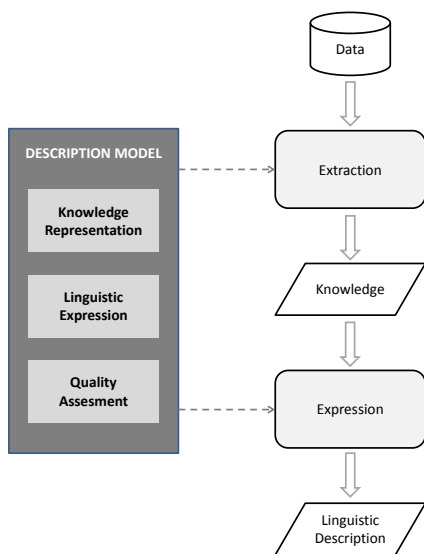 Data
DESCRIPTION MODEL
Extraction
Knowledge
Representation
Knowledge
Linguistic
Expression
Quality
Assesment
Expression
Linguistic
Description